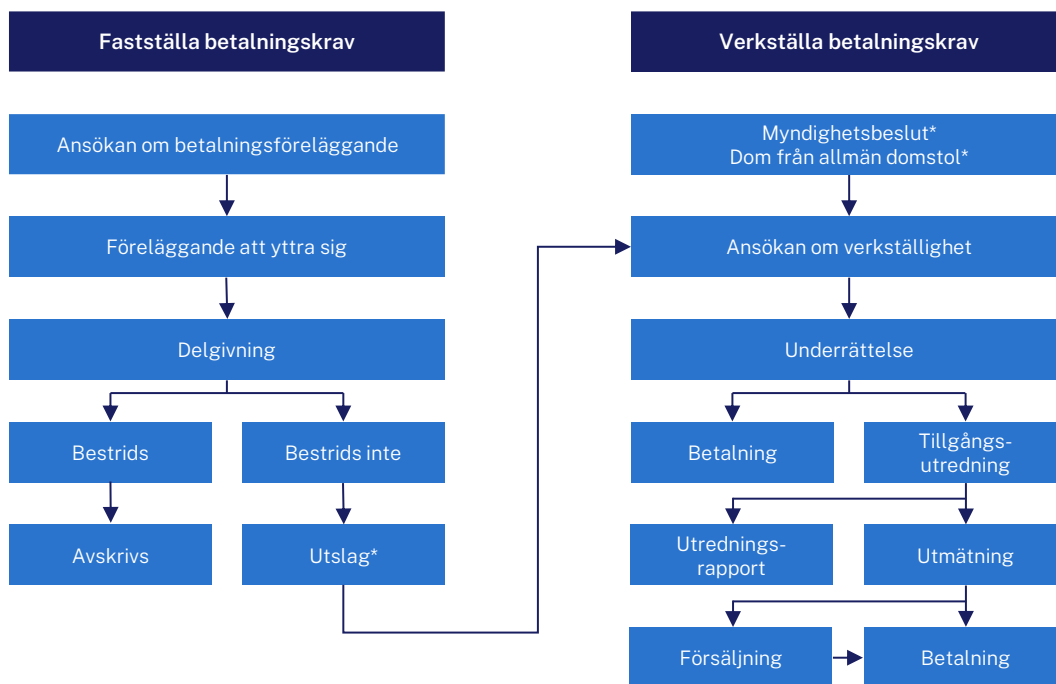 Fastställa betalningskrav
Ansökan om betalningsföreläggande
Föreläggande att yttra sig
Delgivning
Bestrids
Bestrids inte
Avskrivs
Utslag*
Verkställa betalningskrav
Myndighetsbeslut*
Dom från allmän domstol*
Ansökan om verkställighet
Underrättelse
Betalning
Tillgångs-
utredning
Utrednings-
rapport
Utmätning
Försäljning
Betalning